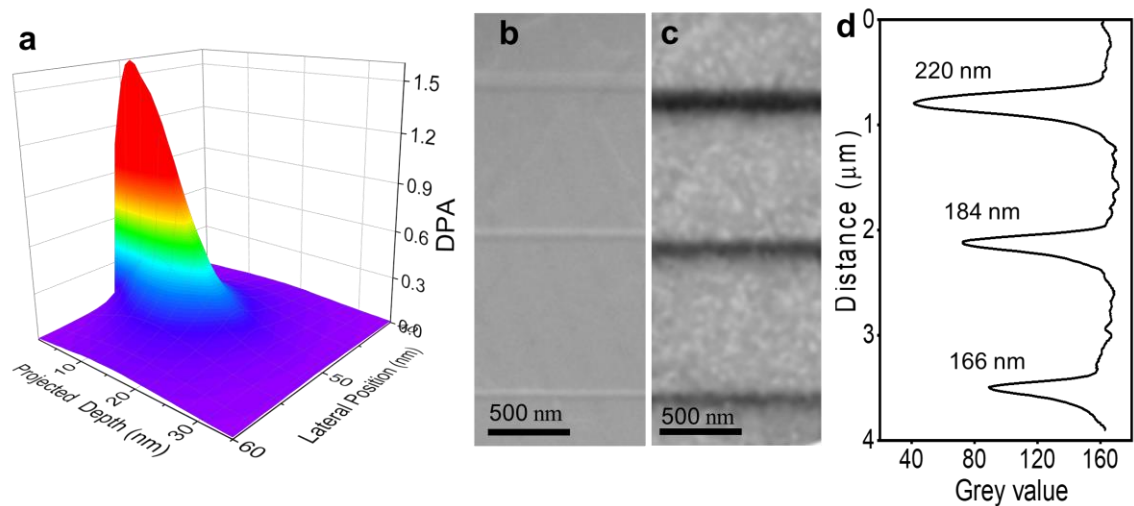 a
1.5
1.2
0.9
0.6
0.3
DPA
10
20
30
Projected Depth (nm)
50
60
Lateral Position (nm)
b
500 nm
c
500 nm
d
0
1
2
3
4
Distance (μm)
220 nm
184 nm
166 nm
40
80
120
160
Grey value